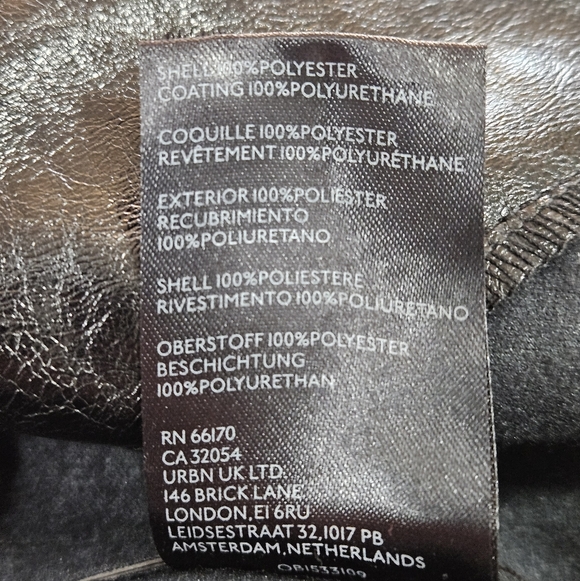 SHELL 100%POLYESTER
COATING 100%POLYURETHANE
COQUILLE 100%POLYESTER
REVÊTEMENT 100%POLYURÉTHANE
EXTERIOR 100%POLIÉSTER
RECUBRIMIENTO
100%POLIURETANO
SHELL 100%POLIESTERE
RIVESTIMENTO 100%POLIURETANO
OBERSTOFF 100%POLYESTER
BESCHICHTUNG
100%POLYURETHAN
RN 66170
CA 32054
URBN UK LTD.
146 BRICK LANE
LONDON,E1 6RU
LEIDSESTRAAT 32,1017 PB
AMSTERDAM,NETHERLANDS